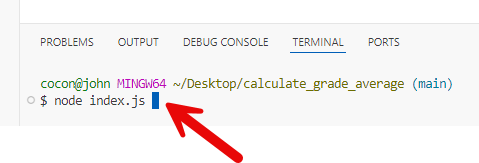 PROBLEMS OUTPUT DEBUG CONSOLE TERMINAL PORTS
cocon@john MINGW64 ~/Desktop/calculate_grade_average (main)
$ node index.js